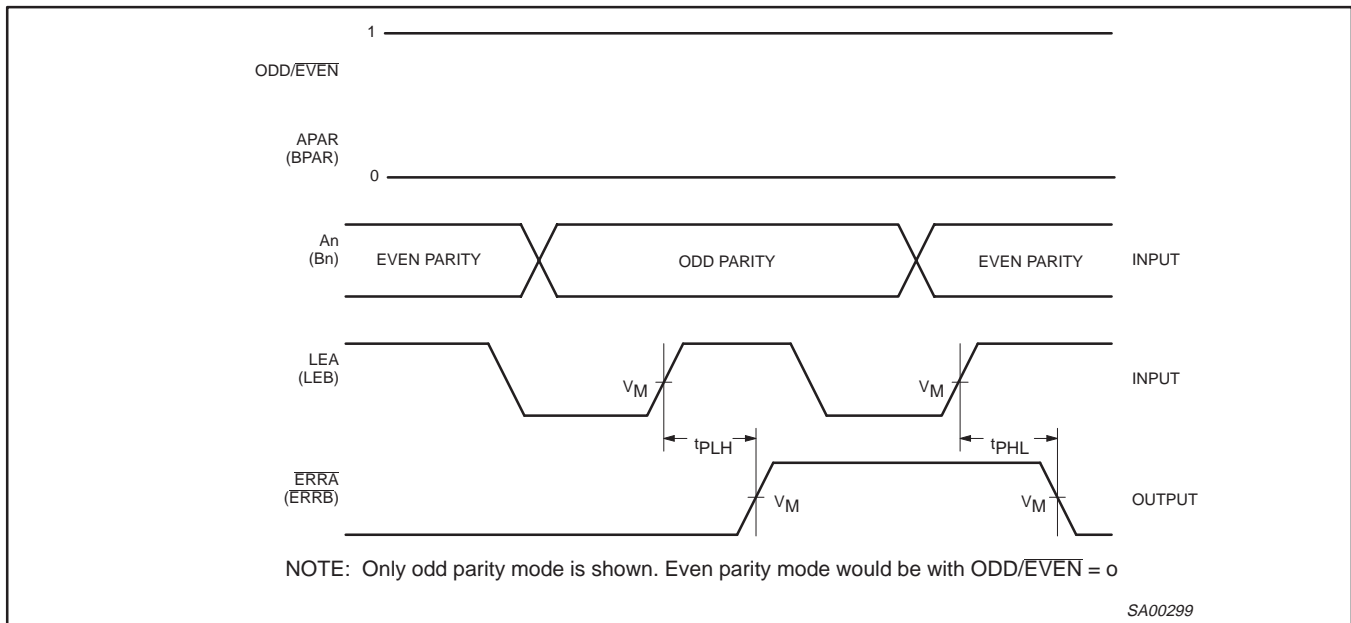 1
ODD/EVEN
APAR
(BPAR)
0
An
(Bn)
EVEN PARITY
ODD PARITY
EVEN PARITY
INPUT
LEA
(LEB)
VM
VM
INPUT
tPLH
tPHL
ERRA
(ERRB)
VM
VM
OUTPUT
NOTE: Only odd parity mode is shown. Even parity mode would be with ODD/EVEN = o
SA00299